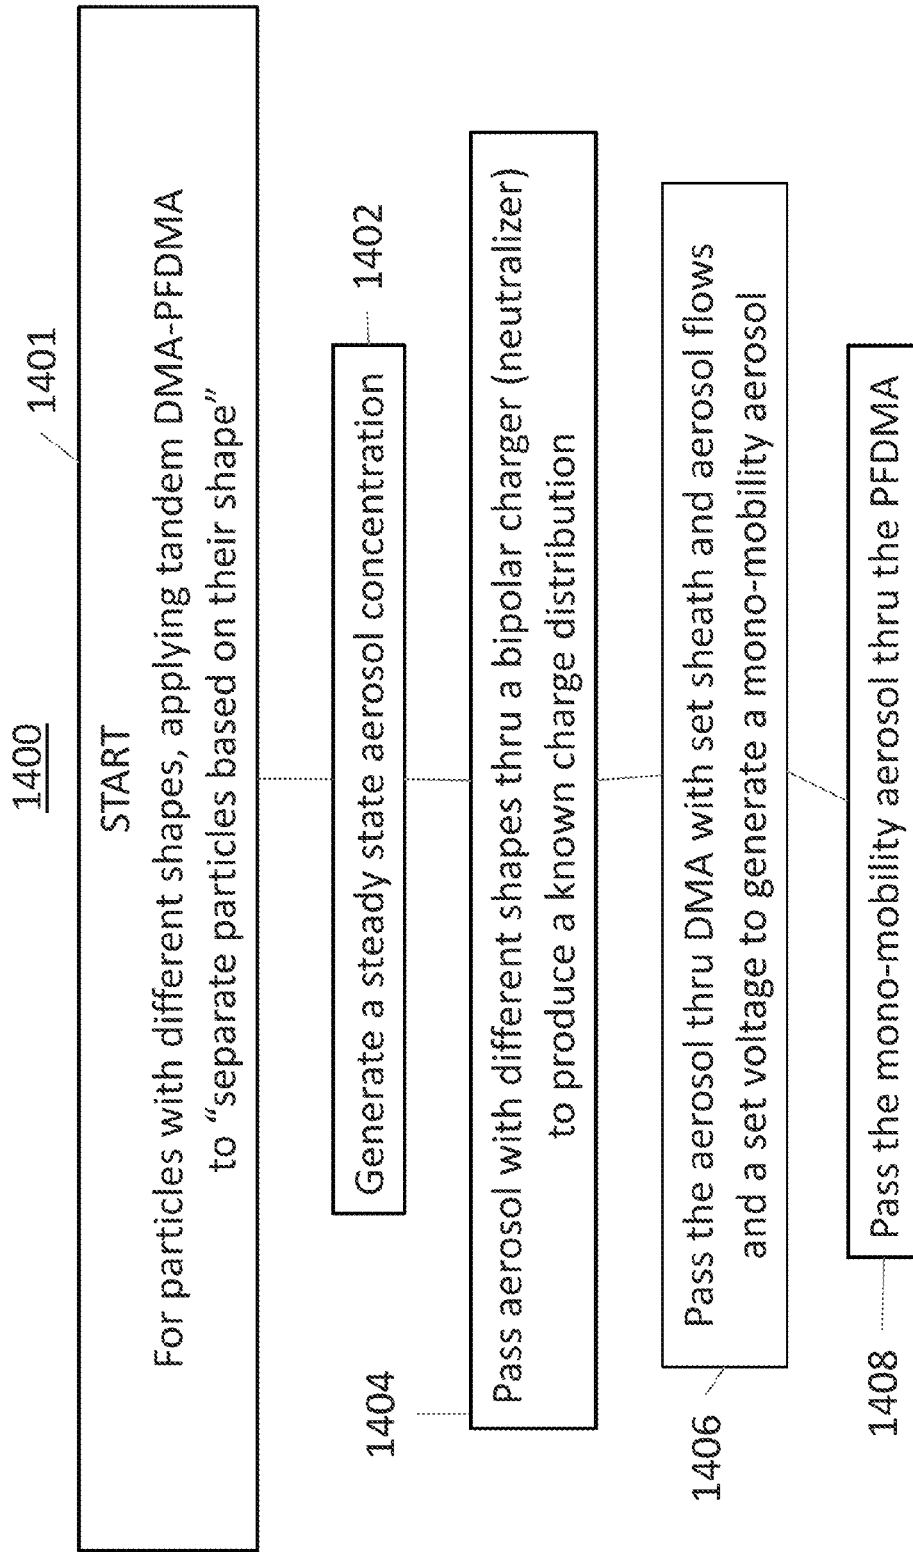 1400
1401
START
For particles with different shapes, applying tandem DMA-PFDMA
to “separate particles based on their shape”
1402
Generate a steady state aerosol concentration
1404
Pass aerosol with different shapes thru a bipolar charger (neutralizer)
to produce a known charge distribution
1406
Pass the aerosol thru DMA with set sheath and aerosol flows
and a set voltage to generate a mono-mobility aerosol
1408
Pass the mono-mobility aerosol thru the PFDMA